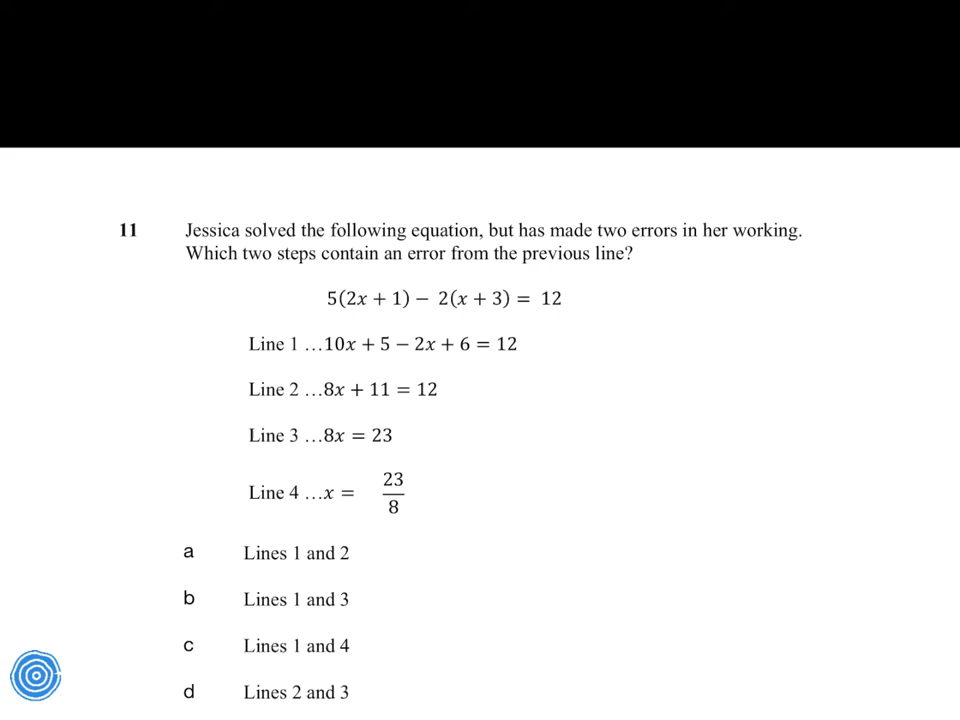 11 Jessica solved the following equation, but has made two errors in her working.
Which two steps contain an error from the previous line?
5(2x + 1) − 2(x + 3) = 12
Line 1 …10x + 5 − 2x + 6 = 12
Line 2 …8x + 11 = 12
Line 3 …8x = 23
Line 4 …x = 23/8
a Lines 1 and 2
b Lines 1 and 3
c Lines 1 and 4
d Lines 2 and 3